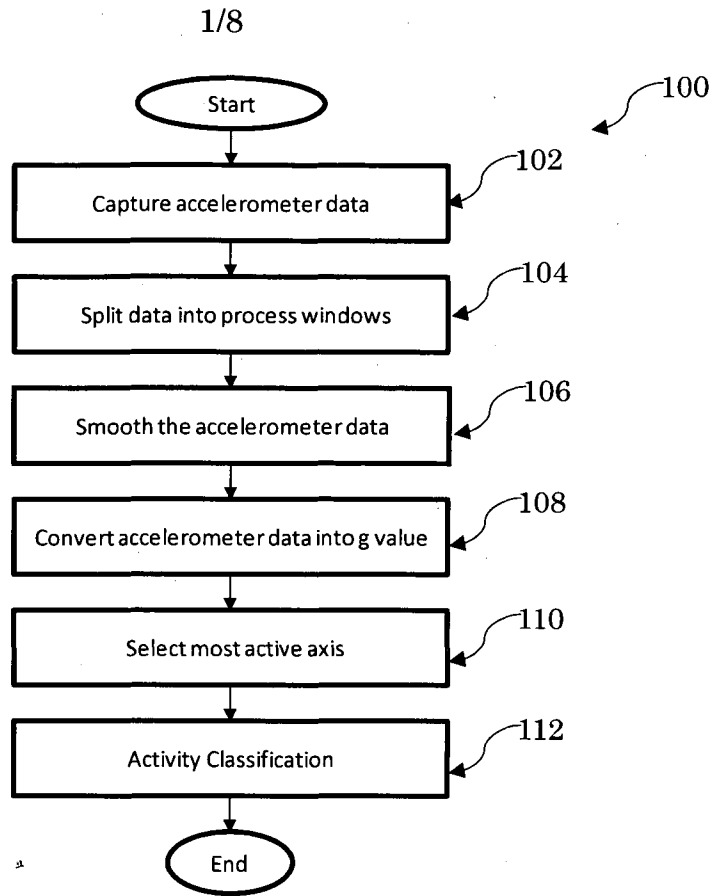 1/8
Start
100
Capture accelerometer data
102
Split data into process windows
104
Smooth the accelerometer data
106
Convert accelerometer data into g value
108
Select most active axis
110
Activity Classification
112
End